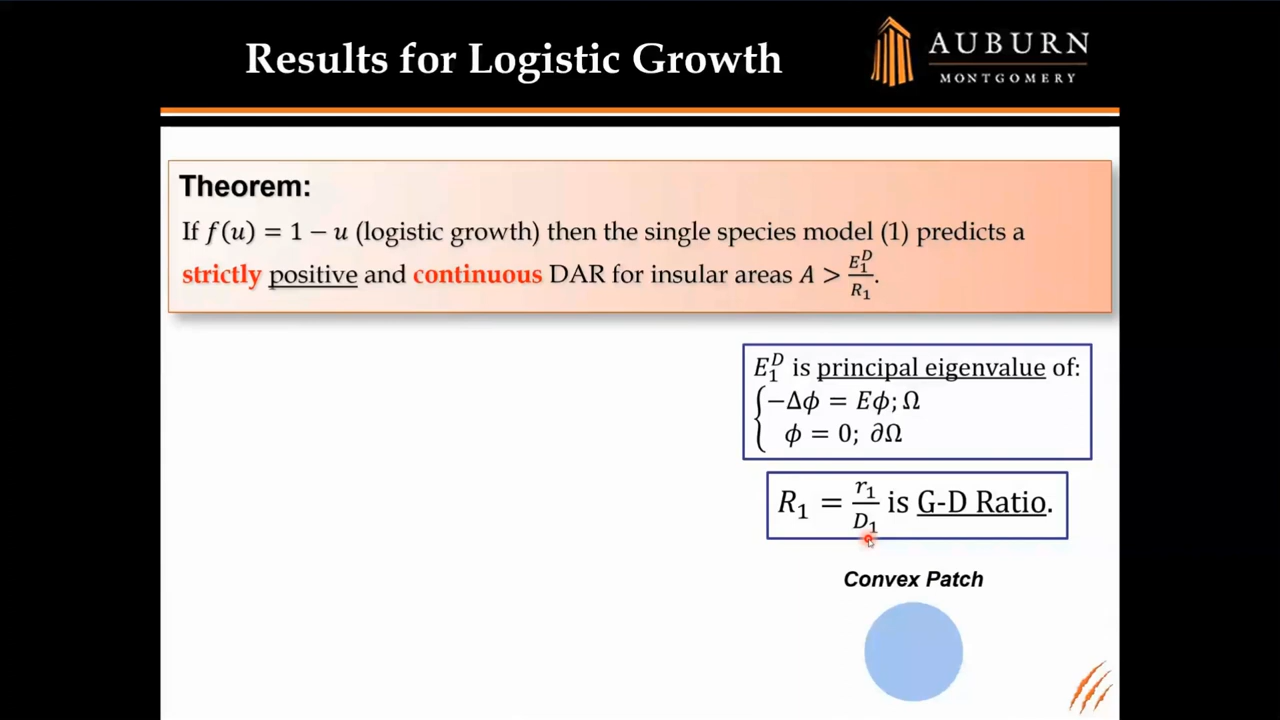 Results for Logistic Growth
AUBURN
MONTGOMERY
Theorem:
If f(u) = 1 − u (logistic growth) then the single species model (1) predicts a
strictly positive and continuous DAR for insular areas A > E₁ᴰ/R₁.
E₁ᴰ is principal eigenvalue of:
{−Δϕ = Eϕ; Ω
ϕ = 0; ∂Ω
R₁ = r₁/D₁ is G-D Ratio.
Convex Patch